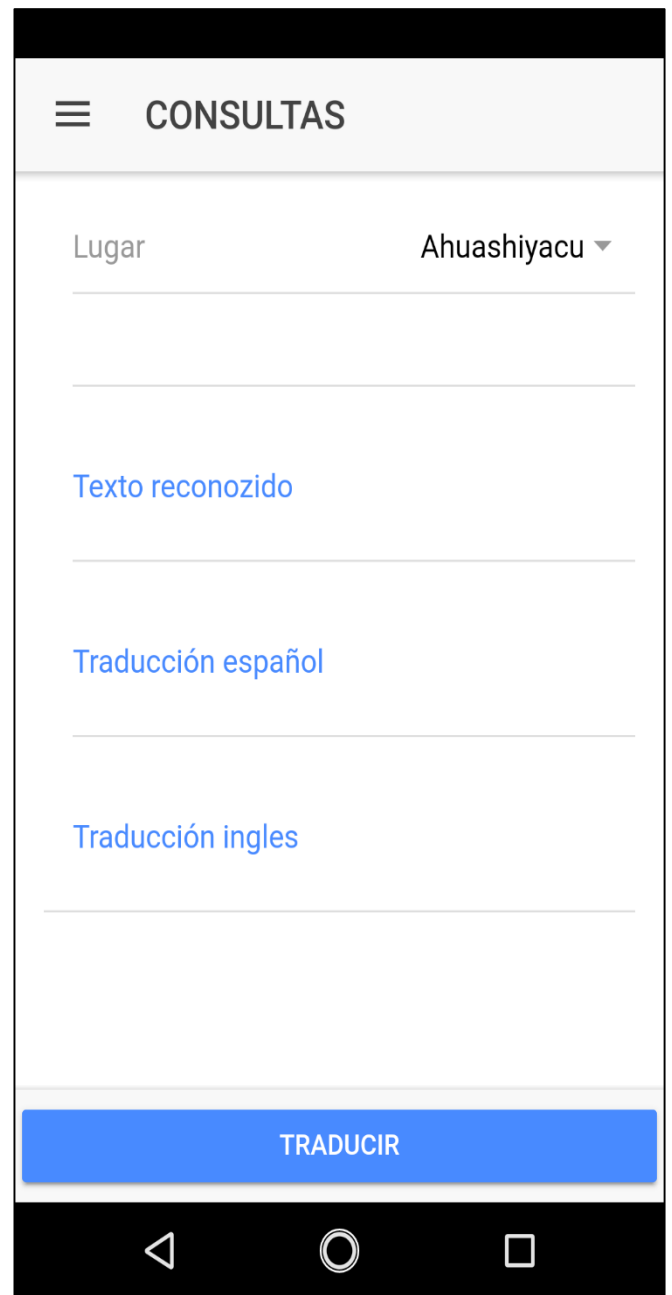 CONSULTAS
Lugar Ahuashiyacu
Texto reconozido
Traducción español
Traducción ingles
TRADUCIR